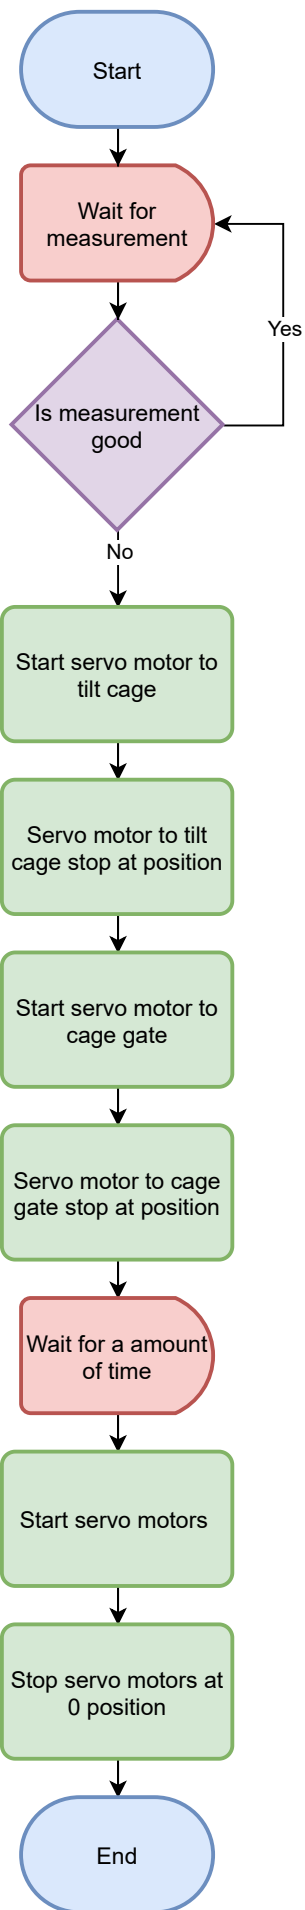 Start
Wait for
measurement
Yes
Is measurement
good
No
Start servo motor to
tilt cage
Servo motor to tilt
cage stop at position
Start servo motor to
cage gate
Servo motor to cage
gate stop at position
Wait for a amount
of time
Start servo motors
Stop servo motors at
0 position
End